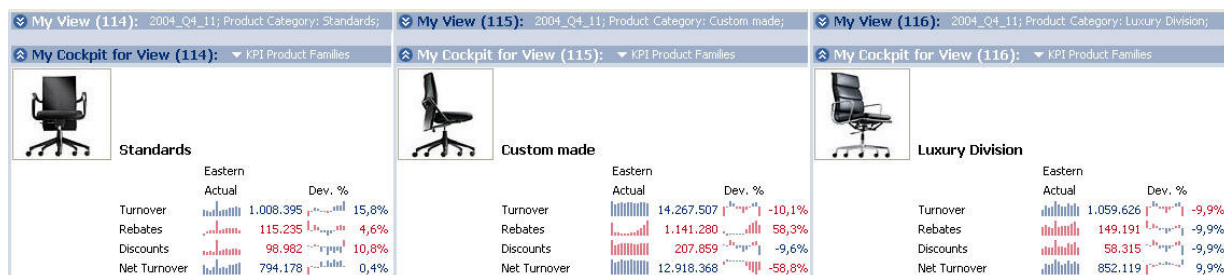 My View (114): 2004_Q4_11; Product Category: Standards;
My Cockpit for View (114): KPI Product Families
Standards
Eastern
Actual Dev. %
Turnover 1.008.395 15,8%
Rebates 115.235 4,6%
Discounts 98.982 10,8%
Net Turnover 794.178 0,4%
My View (115): 2004_Q4_11; Product Category: Custom made;
My Cockpit for View (115): KPI Product Families
Custom made
Eastern
Actual Dev. %
Turnover 14.267.507 -10,1%
Rebates 1.141.280 58,3%
Discounts 207.859 -9,6%
Net Turnover 12.918.368 -58,8%
My View (116): 2004_Q4_11; Product Category: Luxury Division;
My Cockpit for View (116): KPI Product Families
Luxury Division
Eastern
Actual Dev. %
Turnover 1.059.626 -9,9%
Rebates 149.191 -9,9%
Discounts 58.315 -9,9%
Net Turnover 852.119 9,9%